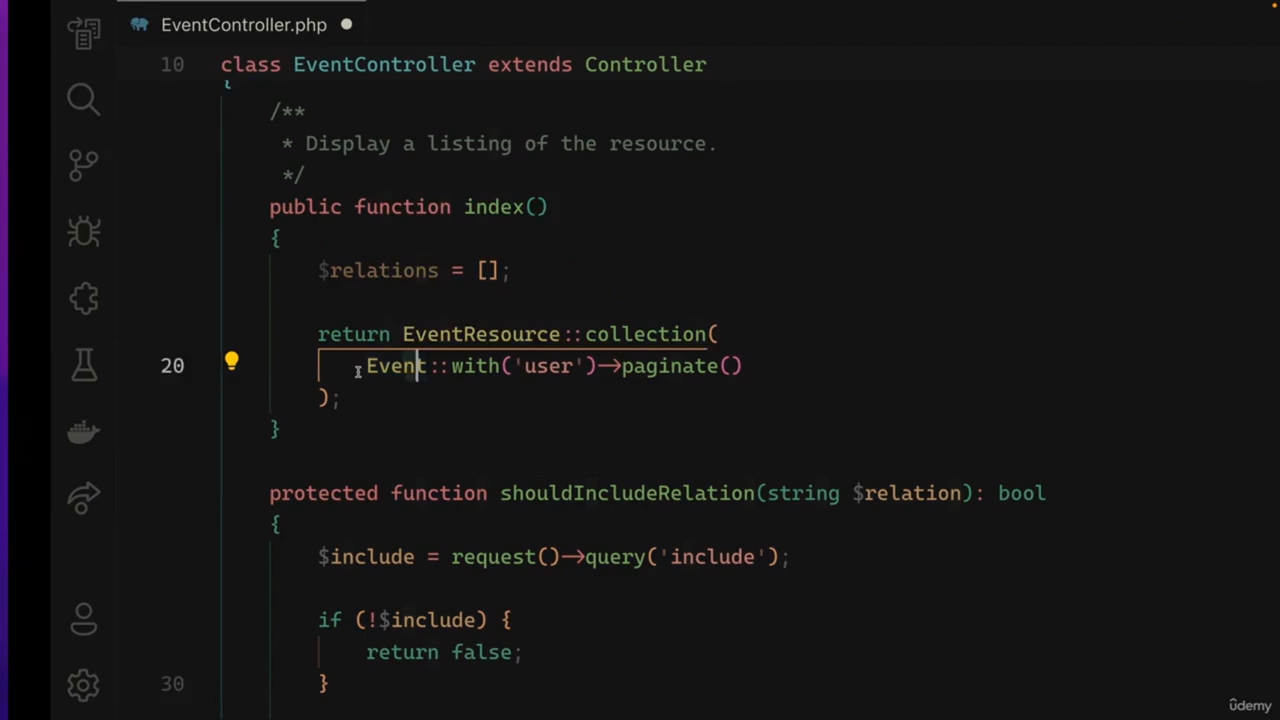 EventController.php
10 class EventController extends Controller
{
/**
* Display a listing of the resource.
*/
public function index()
{
$relations = [];
return EventResource::collection(
20 Event::with('user')->paginate()
);
}
protected function shouldIncludeRelation(string $relation): bool
{
$include = request()->query('include');
if (!$include) {
return false;
30 }
ûdemy